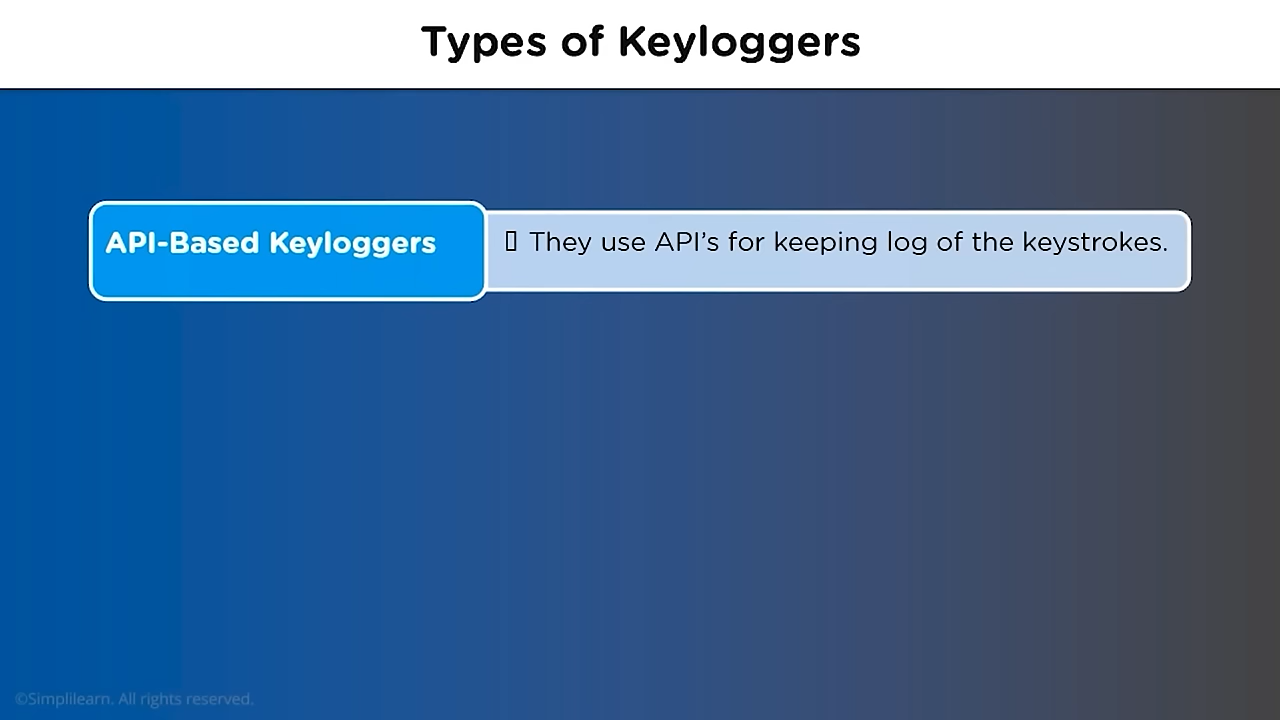 Types of Keyloggers
API-Based Keyloggers
▯ They use API’s for keeping log of the keystrokes.
©Simplilearn. All rights reserved.